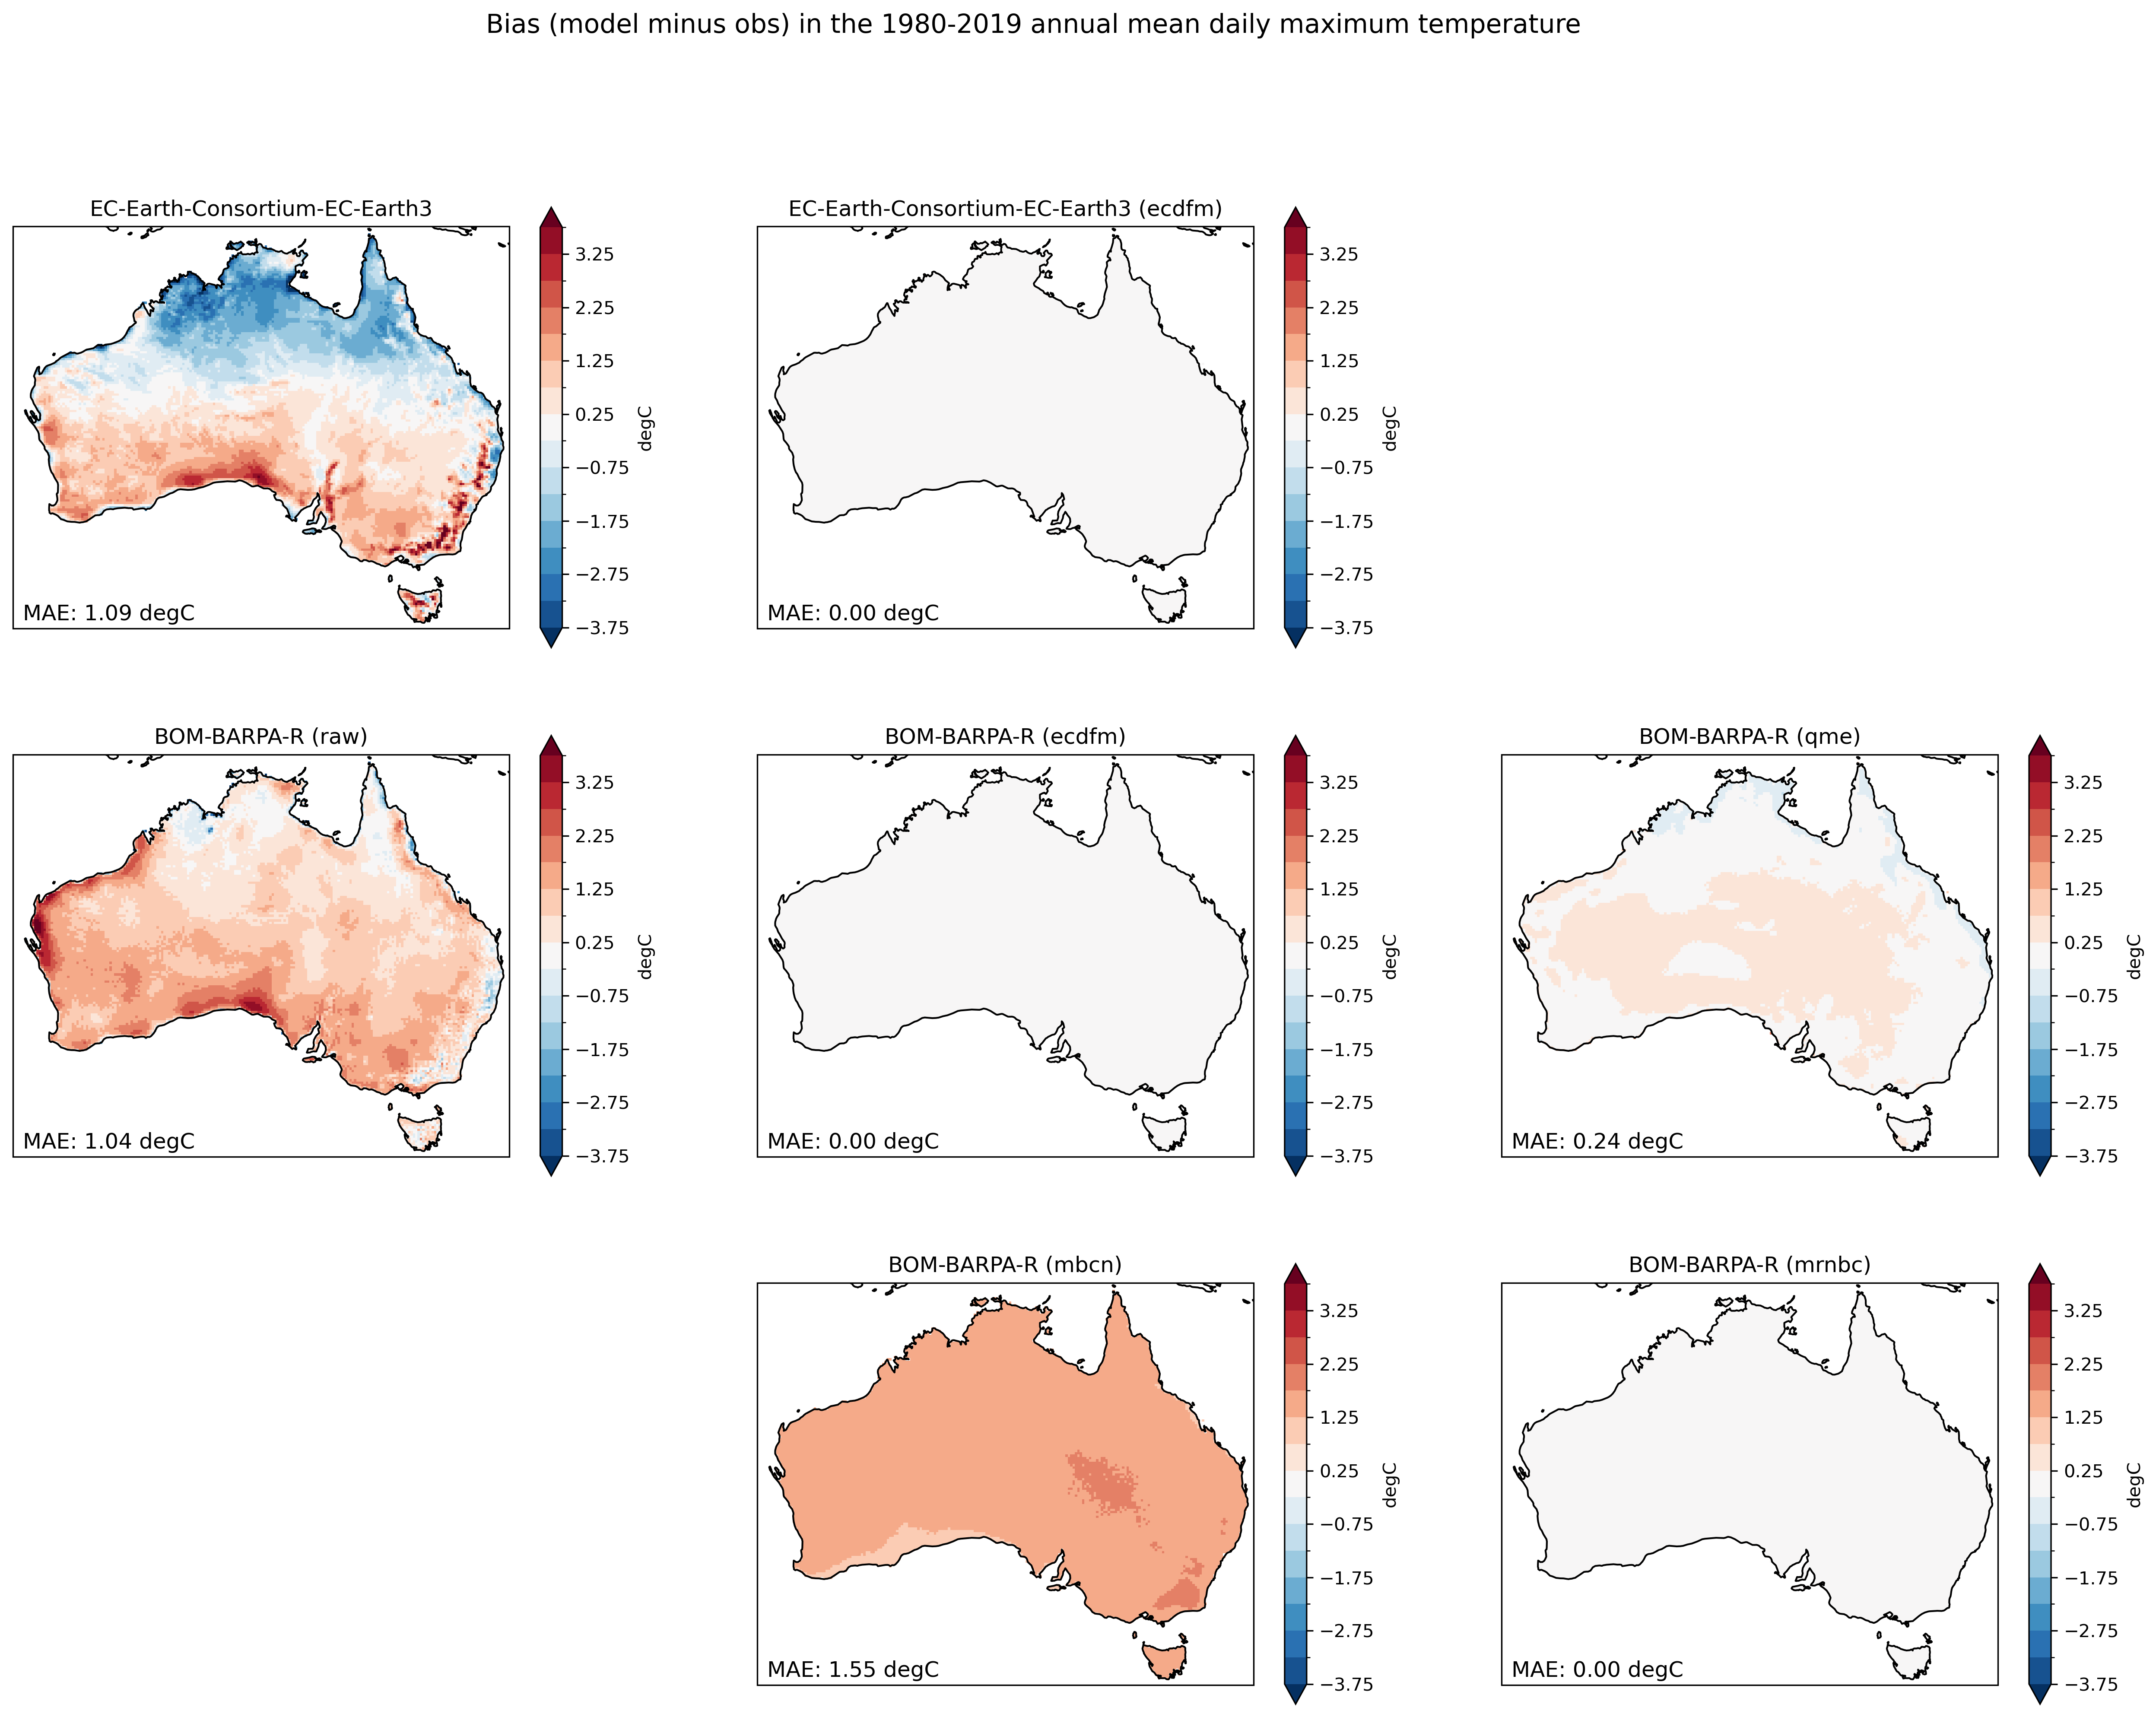 Bias (model minus obs) in the 1980-2019 annual mean daily maximum temperature
EC-Earth-Consortium-EC-Earth3
3.25
2.25
1.25
0.25
−0.75
−1.75
−2.75
−3.75
degC
MAE: 1.09 degC
EC-Earth-Consortium-EC-Earth3 (ecdfm)
3.25
2.25
1.25
0.25
−0.75
−1.75
−2.75
−3.75
degC
MAE: 0.00 degC
BOM-BARPA-R (raw)
3.25
2.25
1.25
0.25
−0.75
−1.75
−2.75
−3.75
degC
MAE: 1.04 degC
BOM-BARPA-R (ecdfm)
3.25
2.25
1.25
0.25
−0.75
−1.75
−2.75
−3.75
degC
MAE: 0.00 degC
BOM-BARPA-R (qme)
3.25
2.25
1.25
0.25
−0.75
−1.75
−2.75
−3.75
degC
MAE: 0.24 degC
BOM-BARPA-R (mbcn)
3.25
2.25
1.25
0.25
−0.75
−1.75
−2.75
−3.75
degC
MAE: 1.55 degC
BOM-BARPA-R (mrnbc)
3.25
2.25
1.25
0.25
−0.75
−1.75
−2.75
−3.75
degC
MAE: 0.00 degC